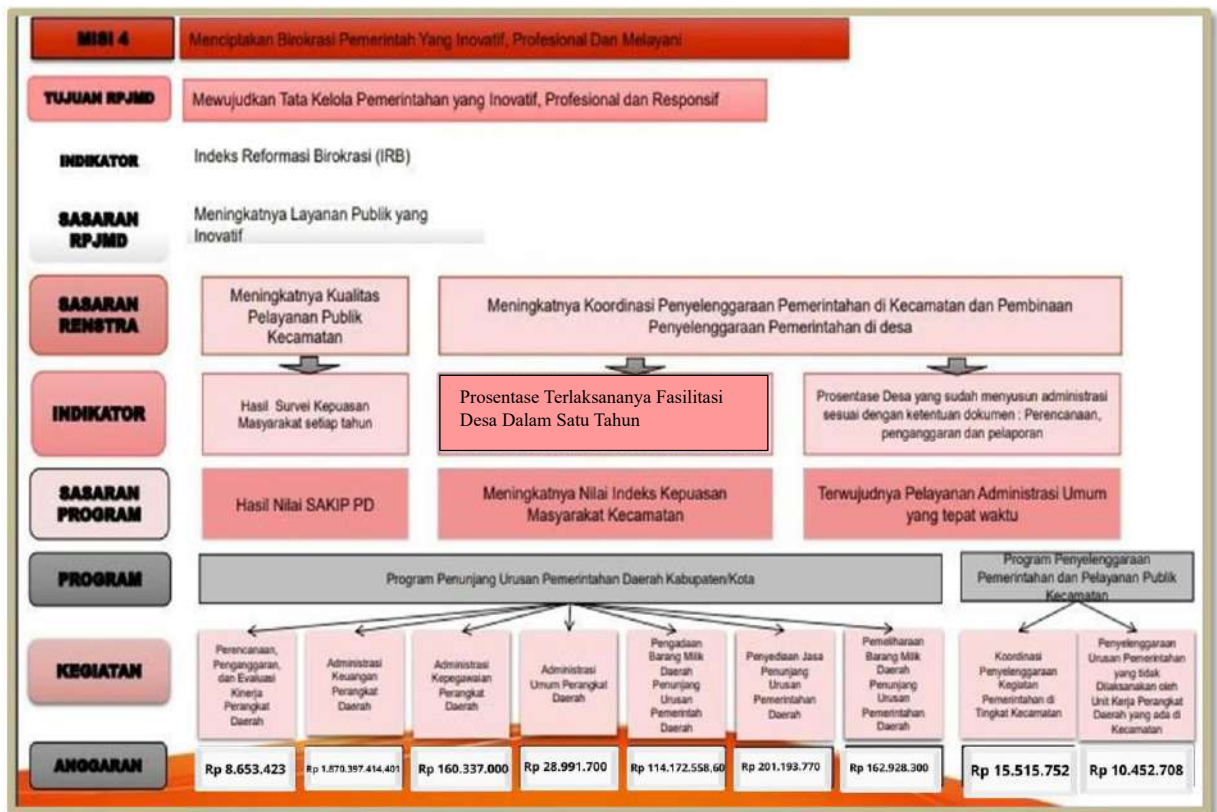 MISI 4
Menciptakan Birokrasi Pemerintah Yang Inovatif, Profesional Dan Melayani
TUJUAN RPJMD
Mewujudkan Tata Kelola Pemerintahan yang Inovatif, Profesional dan Responsif
INDIKATOR
Indeks Reformasi Birokrasi (IRB)
SASARAN
RPJMD
Meningkatnya Layanan Publik yang
Inovatif
SASARAN
RENSTRA
Meningkatnya Kualitas
Pelayanan Publik
Kecamatan
Meningkatnya Koordinasi Penyelenggaraan Pemerintahan di Kecamatan dan Pembinaan
Penyelenggaraan Pemerintahan di desa
INDIKATOR
Hasil Survei Kepuasan
Masyarakat setiap tahun
Prosentase Terlaksananya Fasilitasi
Desa Dalam Satu Tahun
Prosentase Desa yang sudah menyusun administrasi
sesuai dengan ketentuan dokumen : Perencanaan,
penganggaran dan pelaporan
SASARAN
PROGRAM
Hasil Nilai SAKIP PD
Meningkatnya Nilai Indeks Kepuasan
Masyarakat Kecamatan
Terwujudnya Pelayanan Administrasi Umum
yang tepat waktu
PROGRAM
Program Penunjang Urusan Pemerintahan Daerah Kabupaten/Kota
Program Penyelenggaraan
Pemerintahan dan Pelayanan Publik
Kecamatan
KEGIATAN
Perencanaan,
Penganggaran,
dan Evaluasi
Kinerja
Perangkat
Daerah
Administrasi
Keuangan
Perangkat
Daerah
Administrasi
Kepegawaian
Perangkat
Daerah
Administrasi
Umum Perangkat
Daerah
Pengadaan
Barang Milik
Daerah
Penunjang
Urusan
Pemerintah
Daerah
Penyediaan Jasa
Penunjang
Urusan
Pemerintahan
Daerah
Pemeliharaan
Barang Milik
Daerah
Penunjang
Urusan
Pemerintahan
Daerah
Koordinasi
Penyelenggaraan
Kegiatan
Pemerintahan di
Tingkat Kecamatan
Penyelenggaraan
Urusan Pemerintahan
yang tidak
Dilaksanakan oleh
Unit Kerja Perangkat
Daerah yang ada di
Kecamatan
ANGGARAN
Rp 8.653.423
Rp 1.870.397.414,401
Rp 160.337.000
Rp 28.991.700
Rp 114.172.558,60
Rp 201.193.770
Rp 162.928.300
Rp 15.515.752
Rp 10.452.708